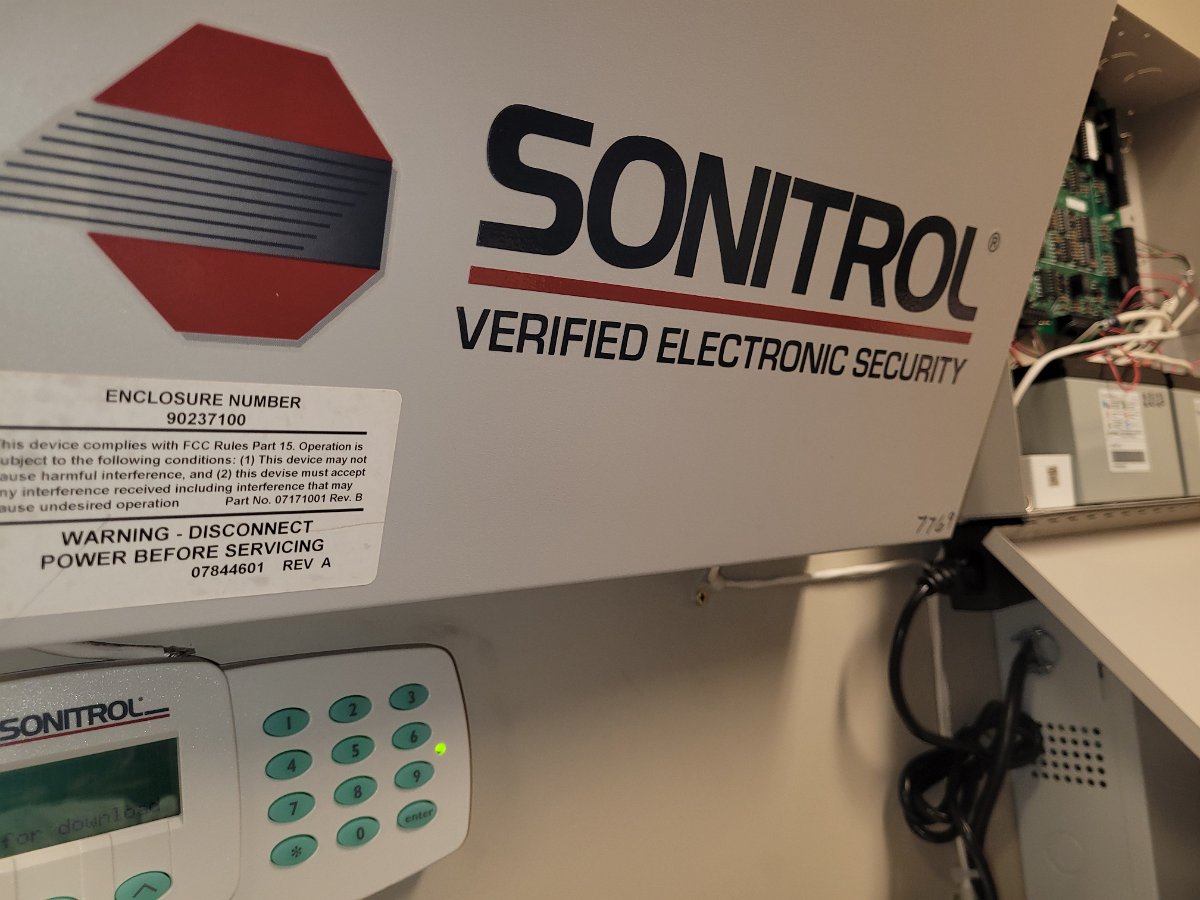 SONITROL®
VERIFIED ELECTRONIC SECURITY
ENCLOSURE NUMBER
90237100
his device complies with FCC Rules Part 15. Operation is
ubject to the following conditions: (1) This device may not
ause harmful interference, and (2) this devise must accept
ny interference received including interference that may
ause undesired operation Part No. 07171001 Rev. B
WARNING - DISCONNECT
POWER BEFORE SERVICING
07844601 REV A
7769
SONITROL
for download
1 2 3
4 5 6
7 8 9
* 0 enter